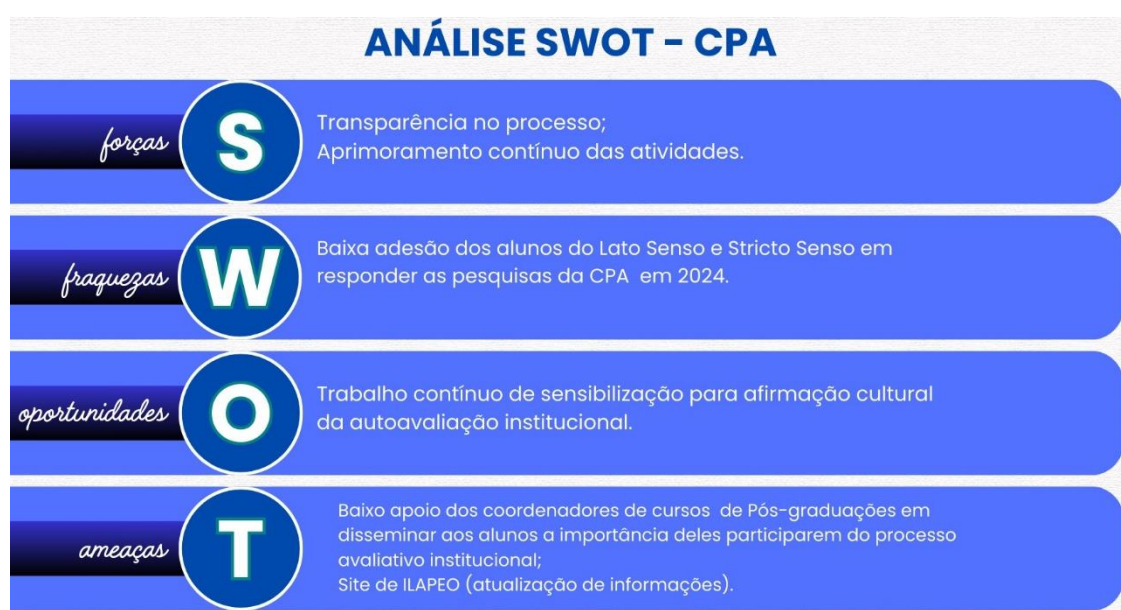 ANÁLISE SWOT - CPA
forças
S
Transparência no processo;
Aprimoramento contínuo das atividades.
fraquezas
W
Baixa adesão dos alunos do Lato Senso e Stricto Senso em
responder as pesquisas da CPA em 2024.
oportunidades
O
Trabalho contínuo de sensibilização para afirmação cultural
da autoavaliação institucional.
ameaças
T
Baixo apoio dos coordenadores de cursos de Pós-graduações em
disseminar aos alunos a importância deles participarem do processo
avaliativo institucional;
Site de ILAPEO (atualização de informações).